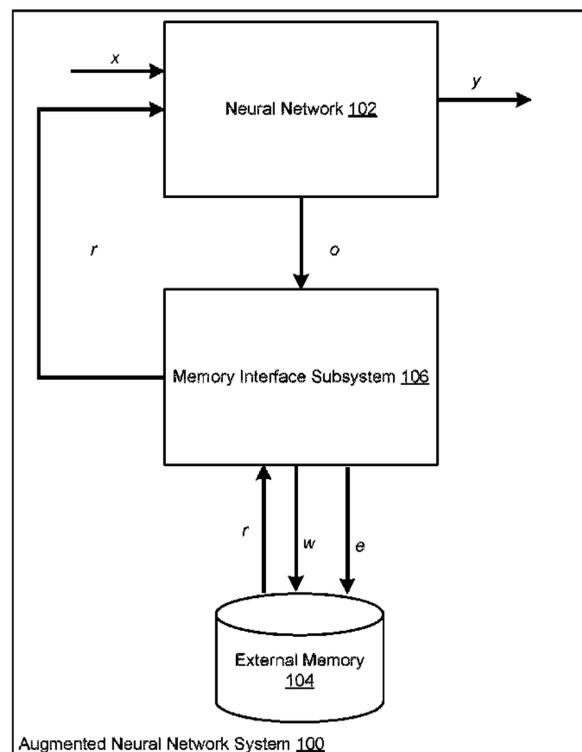 x
y
Neural Network 102
r
o
Memory Interface Subsystem 106
r
w
e
External Memory
104
Augmented Neural Network System 100